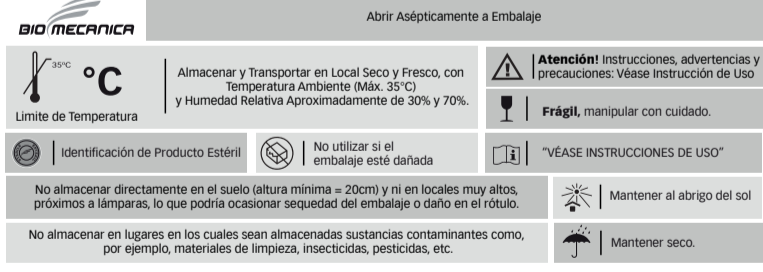 BIO MECANICA
Abrir Asépticamente a Embalaje
35°C
°C
Limite de Temperatura
Almacenar y Transportar en Local Seco y Fresco, con
Temperatura Ambiente (Máx. 35°C)
y Humedad Relativa Aproximadamente de 30% y 70%.
Atención! Instrucciones, advertencias y
precauciones: Véase Instrucción de Uso
Frágil, manipular con cuidado.
Identificación de Producto Estéril
No utilizar si el
embalaje esté dañada
"VÉASE INSTRUCCIONES DE USO"
No almacenar directamente en el suelo (altura mínima = 20cm) y ni en locales muy altos,
próximos a lámparas, lo que podría ocasionar sequedad del embalaje o daño en el rótulo.
Mantener al abrigo del sol
No almacenar en lugares en los cuales sean almacenadas sustancias contaminantes como,
por ejemplo, materiales de limpieza, insecticidas, pesticidas, etc.
Mantener seco.